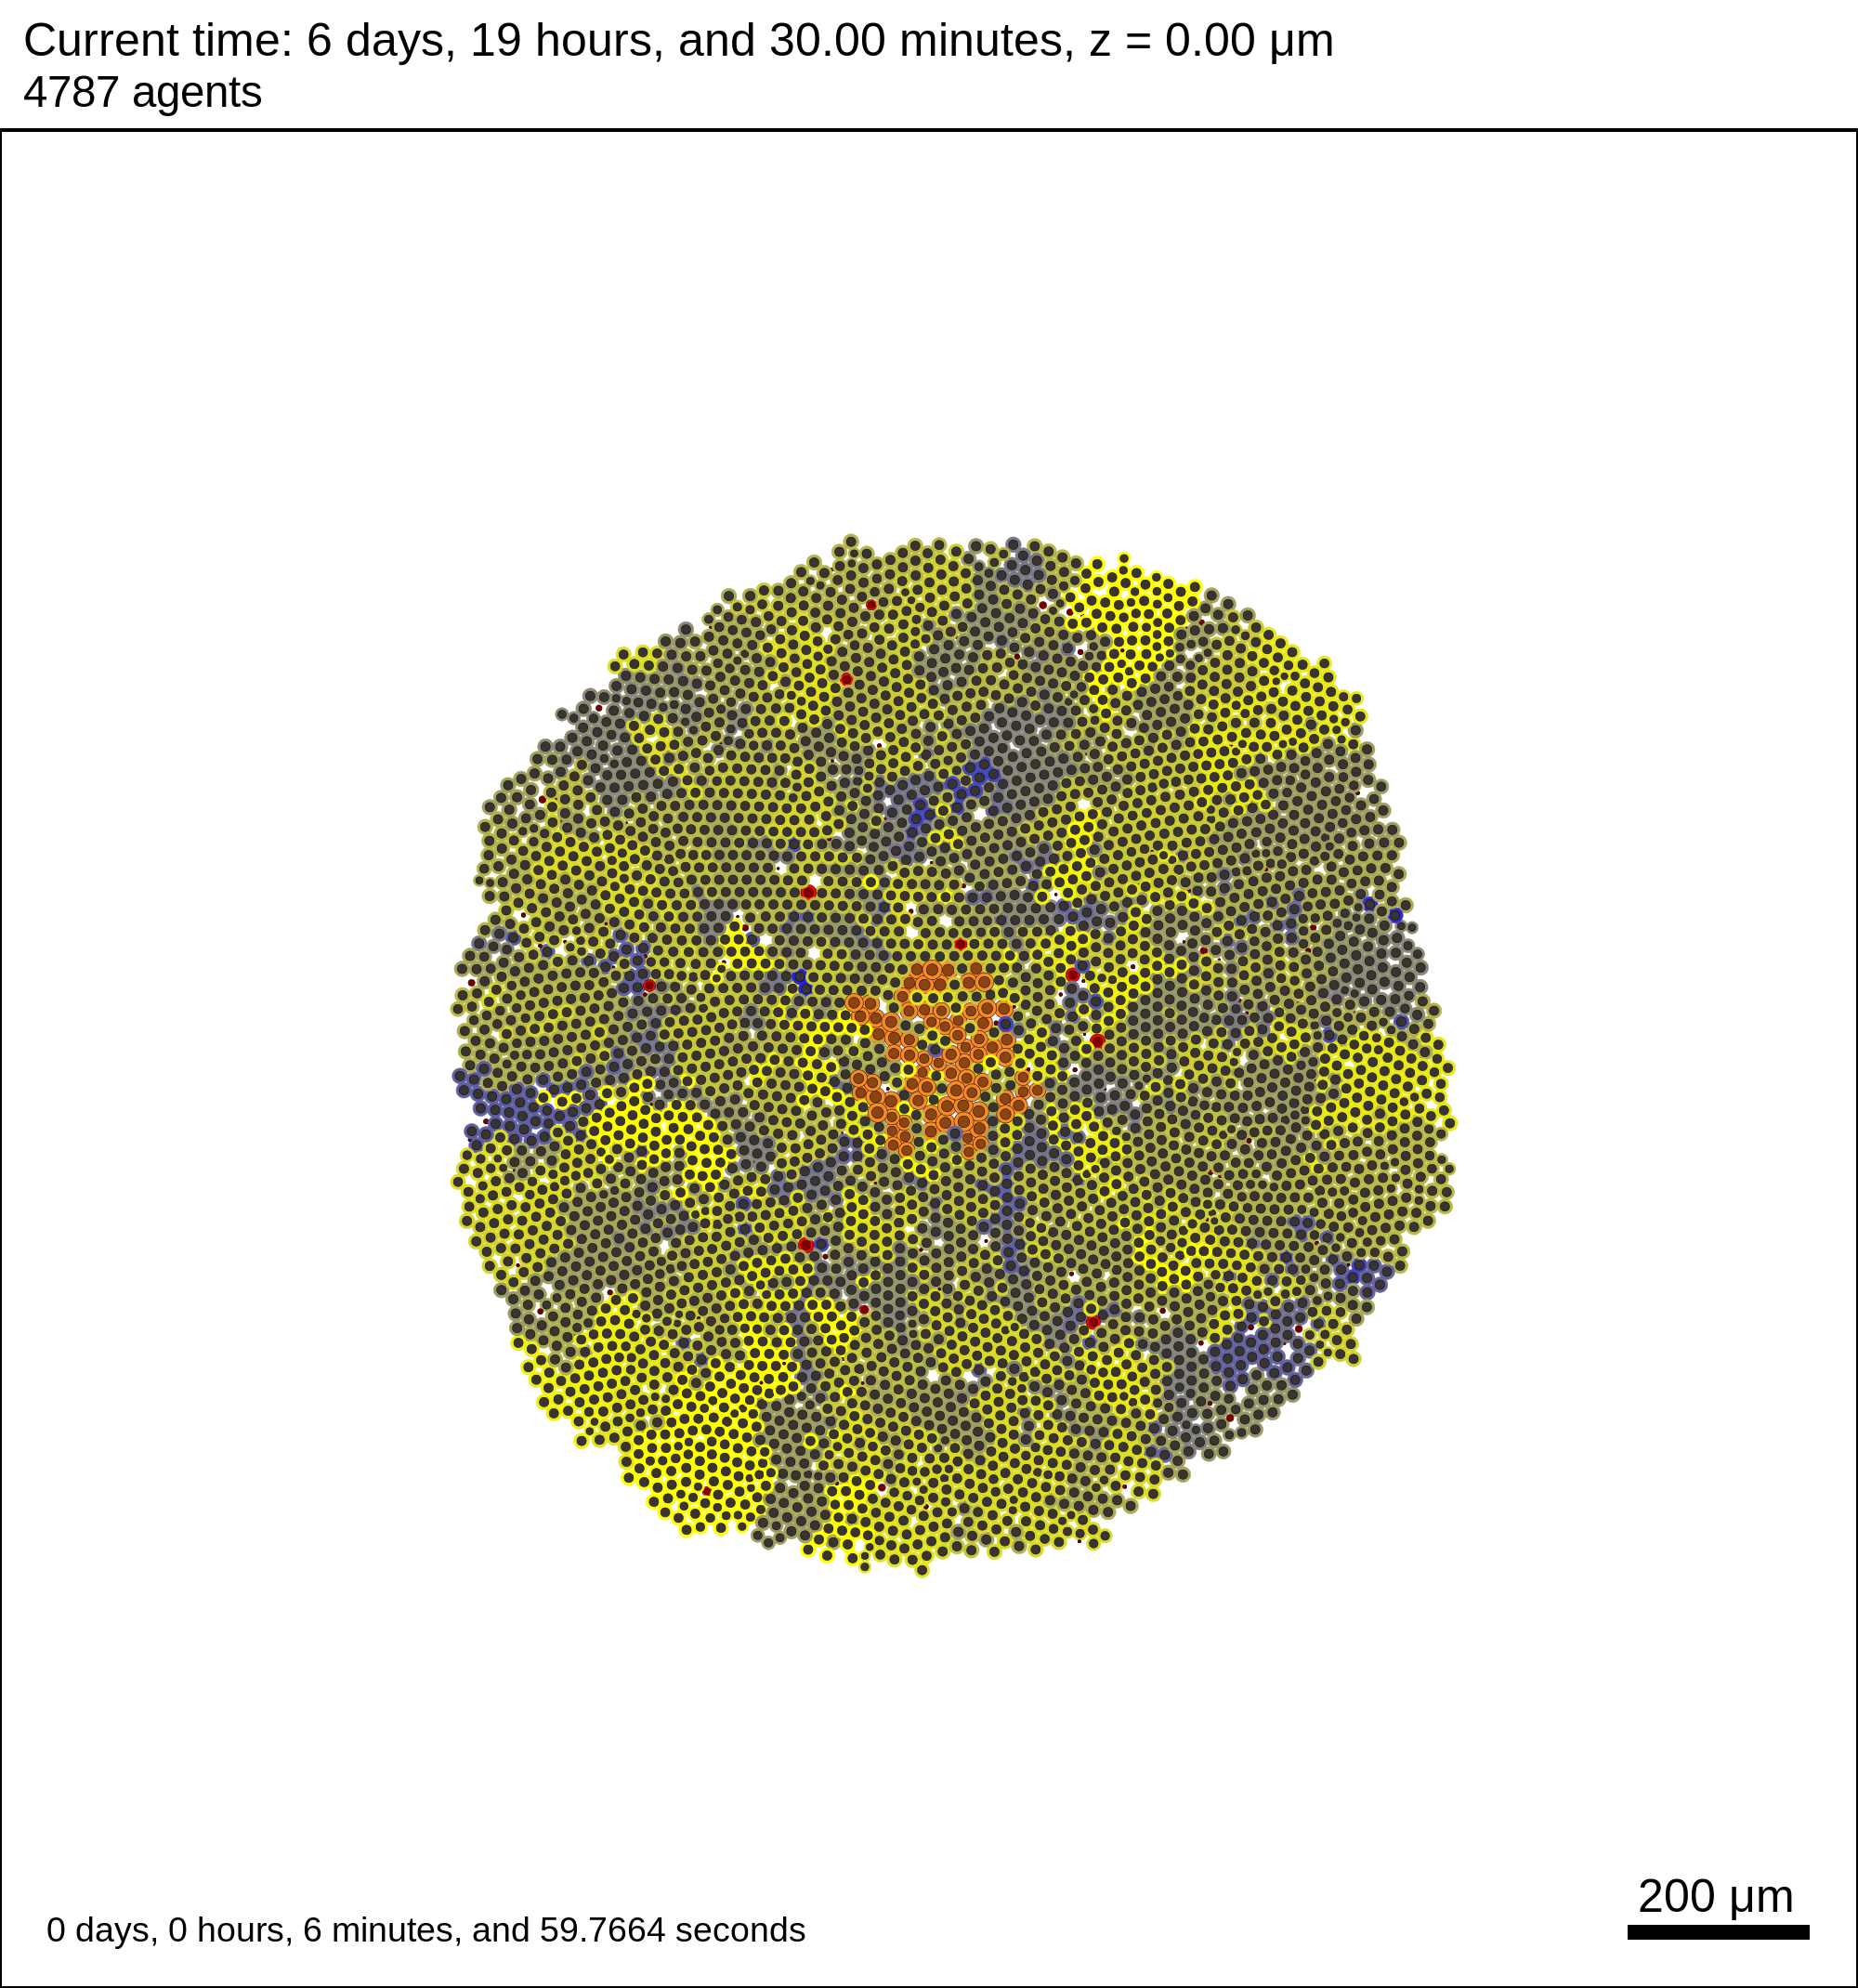 Current time: 6 days, 19 hours, and 30.00 minutes, z = 0.00 μm
4787 agents
200 μm
0 days, 0 hours, 6 minutes, and 59.7664 seconds